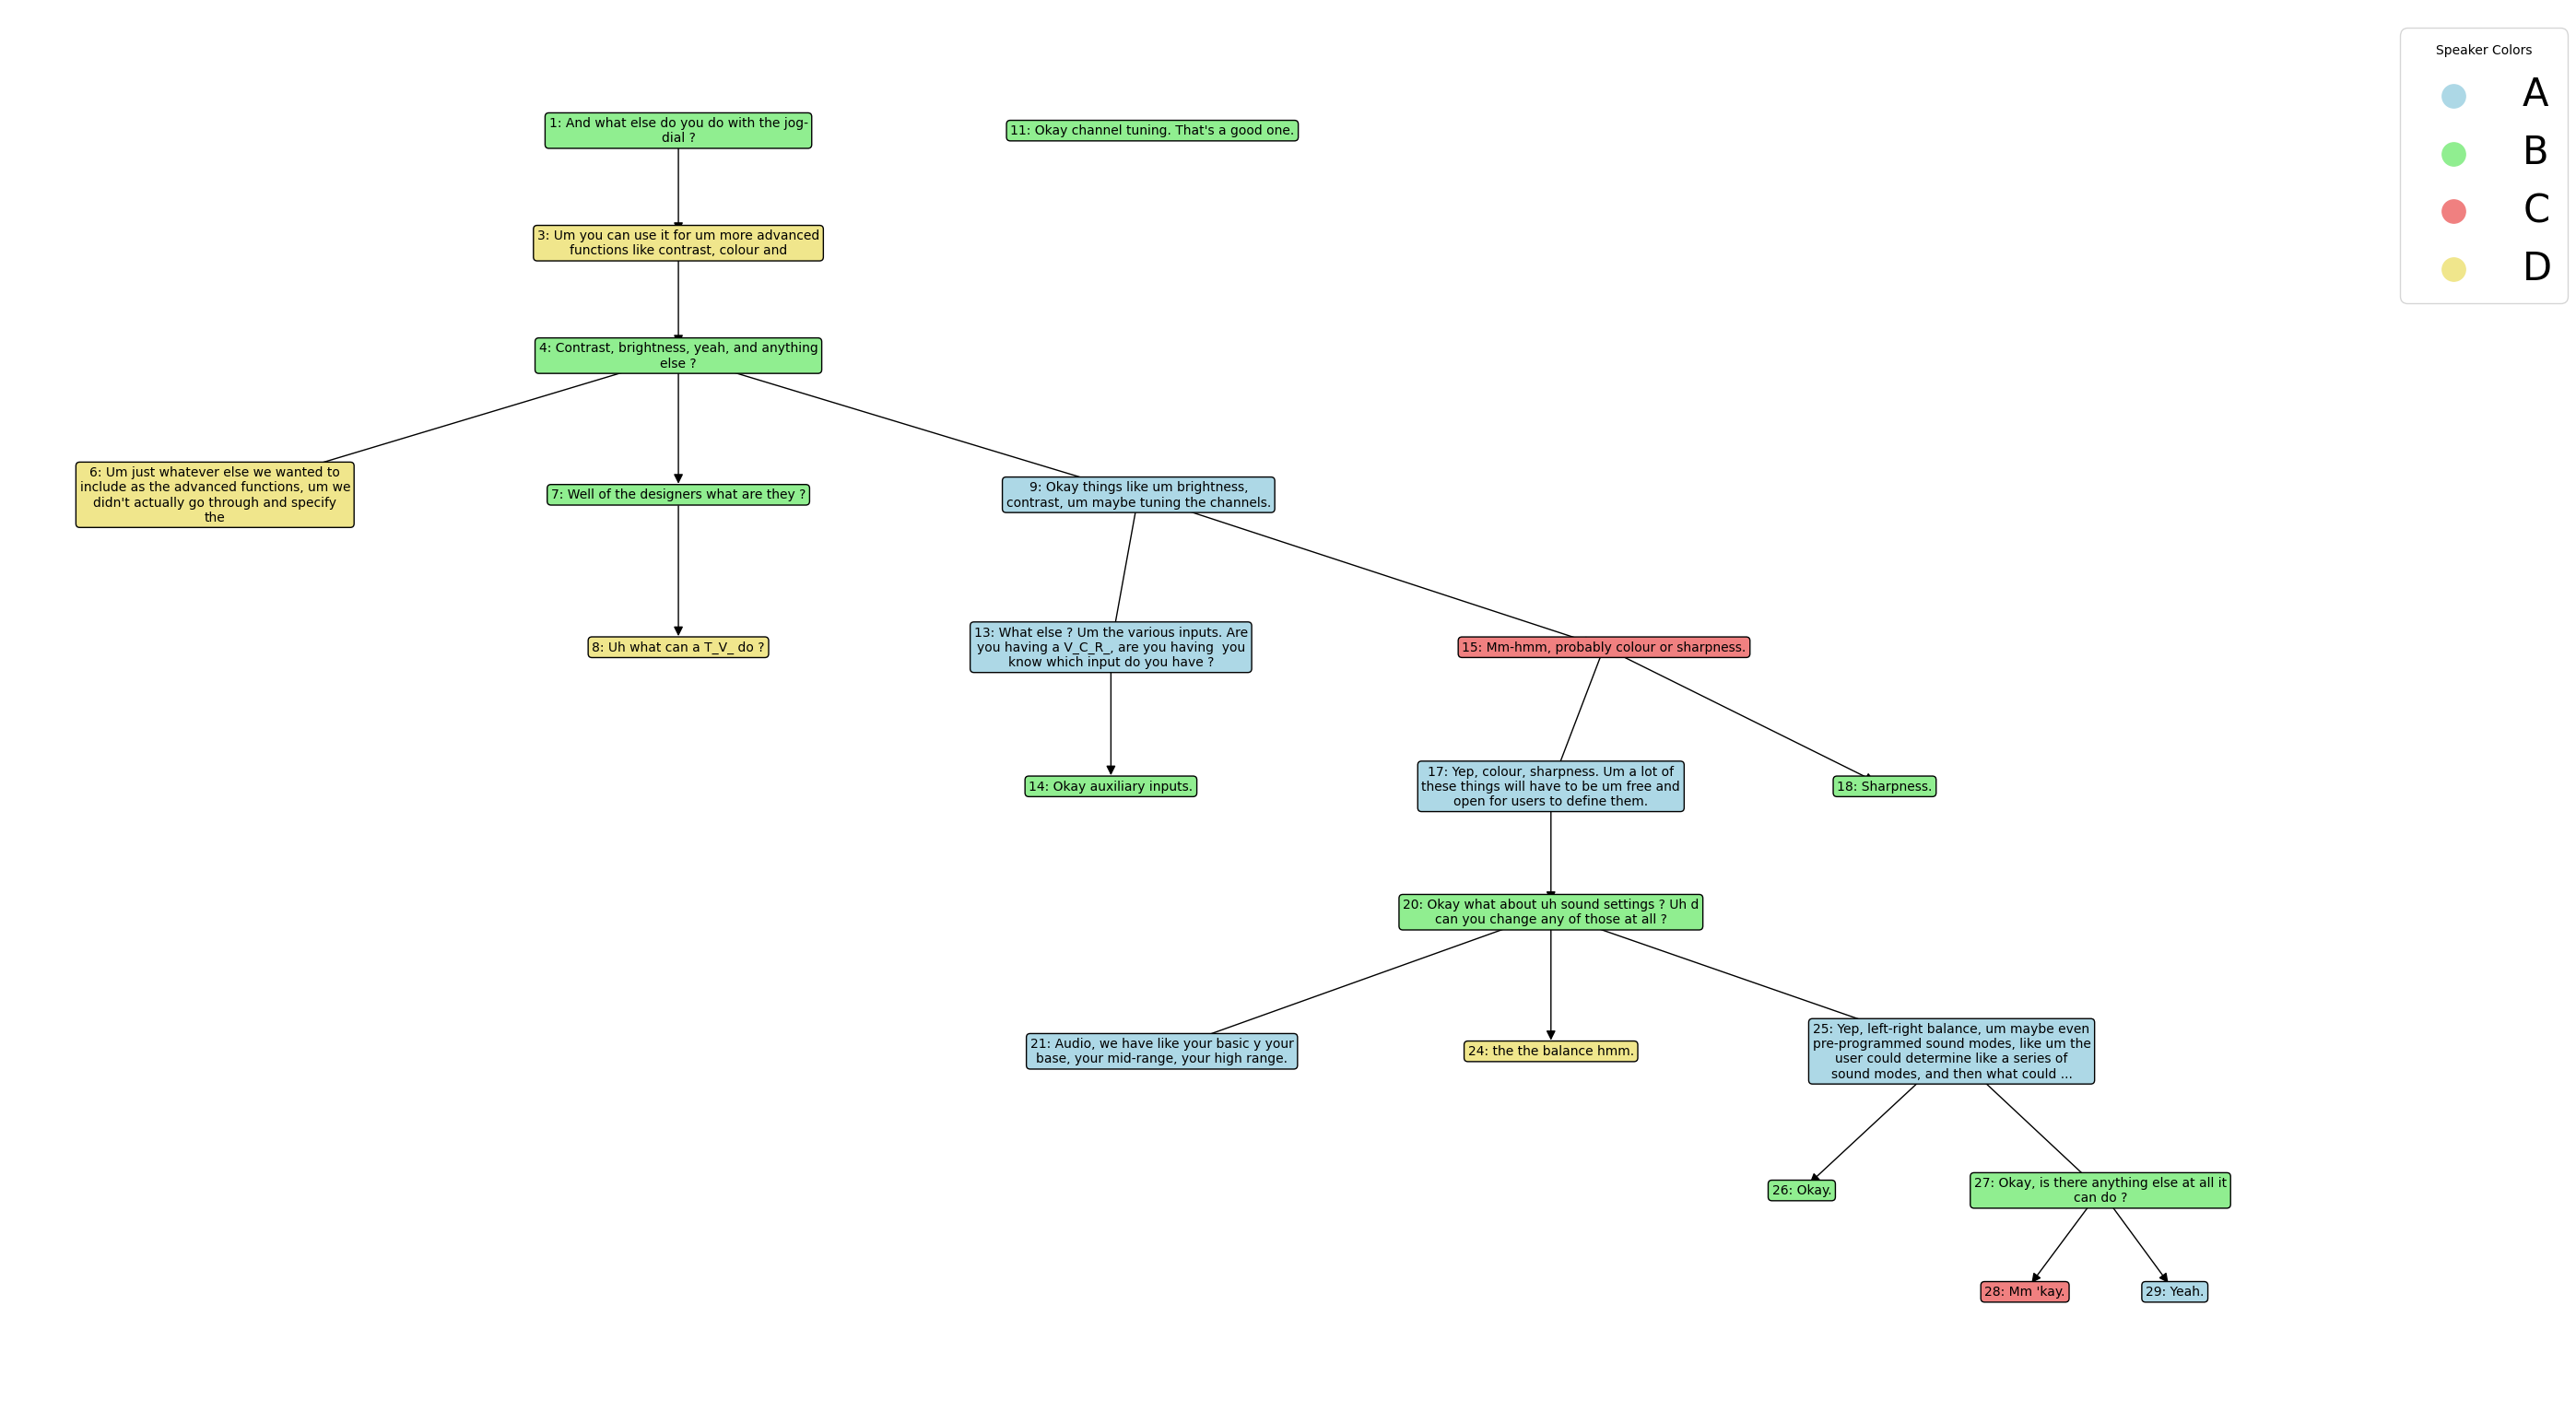 Speaker Colors
A
B
C
D
1: And what else do you do with the jog-
dial ?
11: Okay channel tuning. That's a good one.
3: Um you can use it for um more advanced
functions like contrast, colour and
4: Contrast, brightness, yeah, and anything
else ?
6: Um just whatever else we wanted to
include as the advanced functions, um we
didn't actually go through and specify
the
7: Well of the designers what are they ?
9: Okay things like um brightness,
contrast, um maybe tuning the channels.
8: Uh what can a T_V_ do ?
13: What else ? Um the various inputs. Are
you having a V_C_R_, are you having  you
know which input do you have ?
15: Mm-hmm, probably colour or sharpness.
14: Okay auxiliary inputs.
17: Yep, colour, sharpness. Um a lot of
these things will have to be um free and
open for users to define them.
18: Sharpness.
20: Okay what about uh sound settings ? Uh d
can you change any of those at all ?
21: Audio, we have like your basic y your
base, your mid-range, your high range.
24: the the balance hmm.
25: Yep, left-right balance, um maybe even
pre-programmed sound modes, like um the
user could determine like a series of
sound modes, and then what could ...
26: Okay.
27: Okay, is there anything else at all it
can do ?
28: Mm 'kay.
29: Yeah.